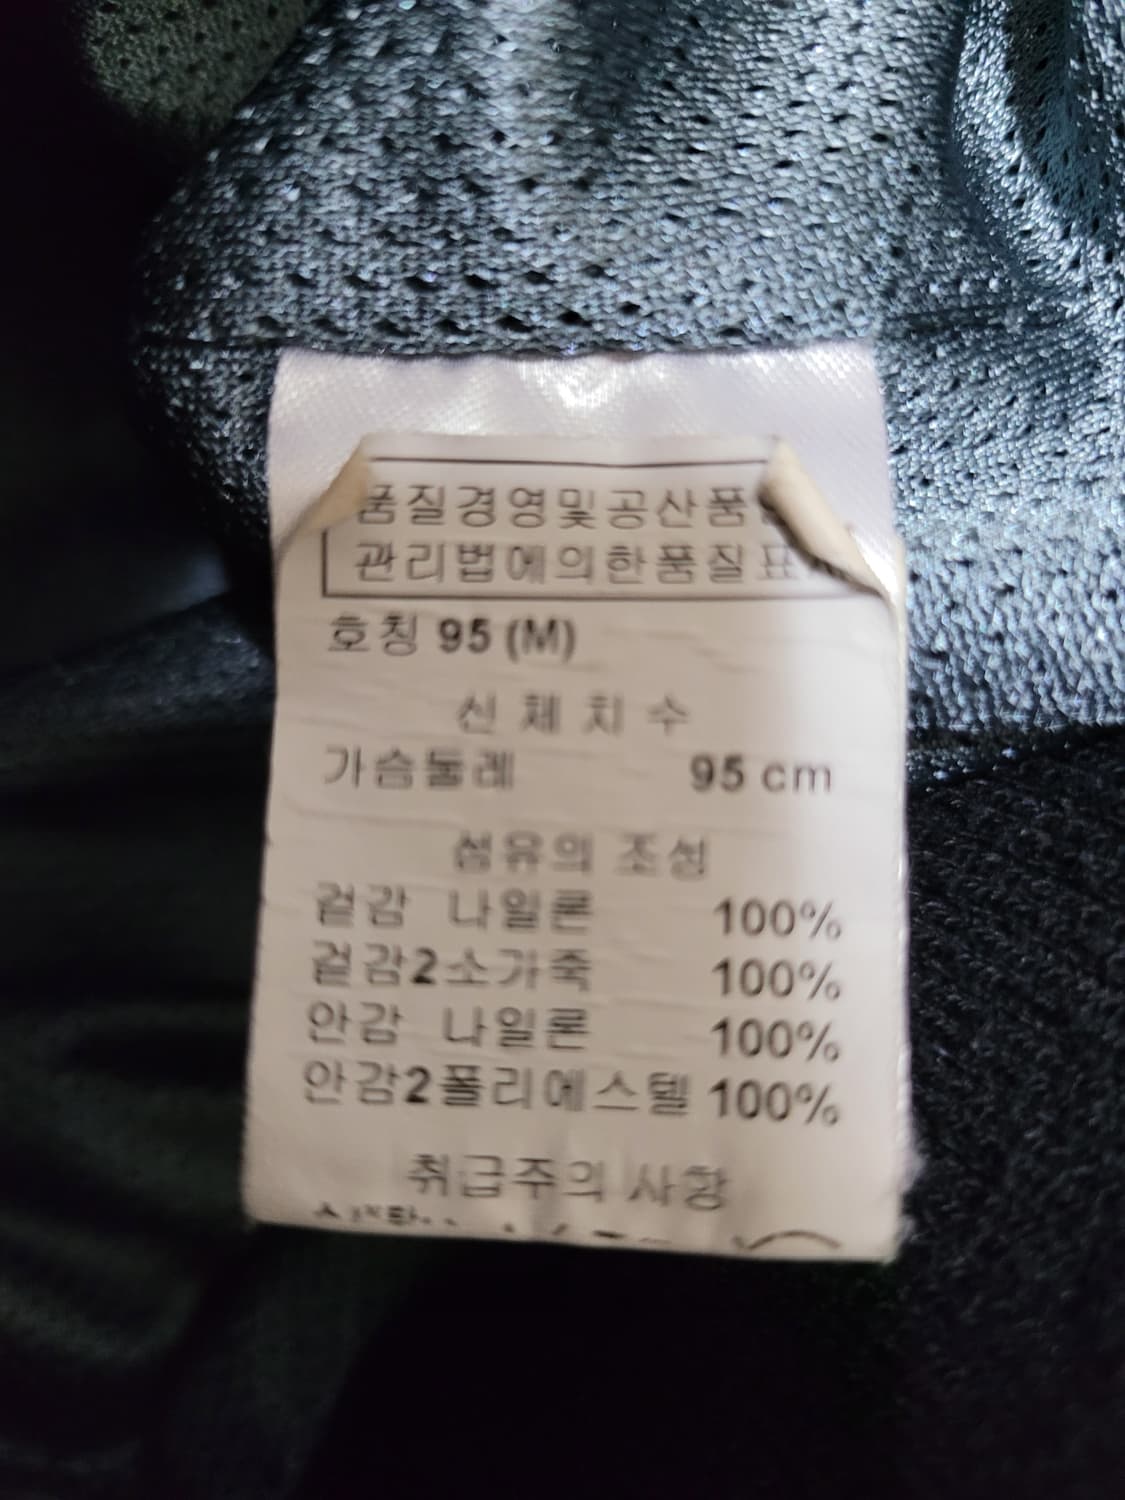 품질경영및공산품
관리법에의한품질표
호칭 95 (M)
신체치수
가슴둘레 95 cm
섬유의 조성
겉감 나일론 100%
겉감2소가죽 100%
안감 나일론 100%
안감2폴리에스텔 100%
취급주의 사항